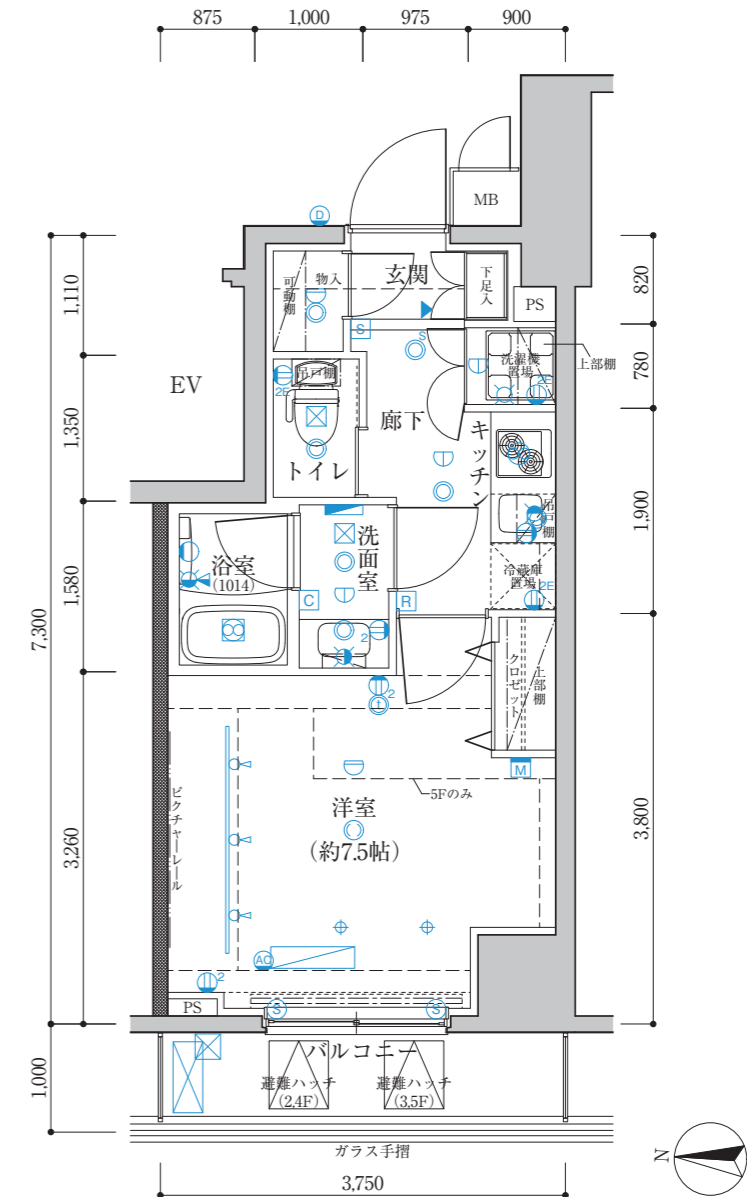 875
1,000
975
900
MB
D
玄関
物入
可動棚
下足入
PS
S
S
洗濯機
置場
上部棚
2E
吊戸棚
2E
EV
トイレ
廊下
キッチン
吊戸棚
洗面室
浴室
(1014)
C
R
冷蔵庫
置場
2E
2
クロゼット
上部棚
2
t
M
5Fのみ
洋室
(約7.5帖)
ピクチャーレール
AC
2
PS
S
S
バルコニー
避難ハッチ
(2,4F)
避難ハッチ
(3,5F)
ガラス手摺
3,750
N
7,300
1,110
1,350
1,580
3,260
1,000
820
780
1,900
3,800